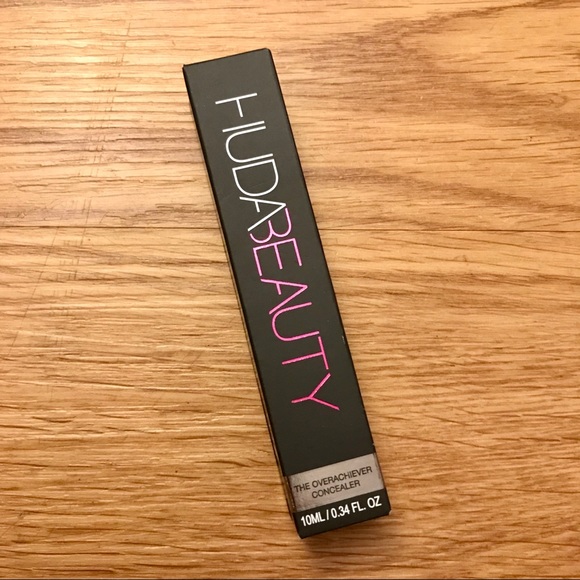 HUDABEAUTY
THE OVERACHIEVER
CONCEALER
10ML / 0.34 FL. OZ